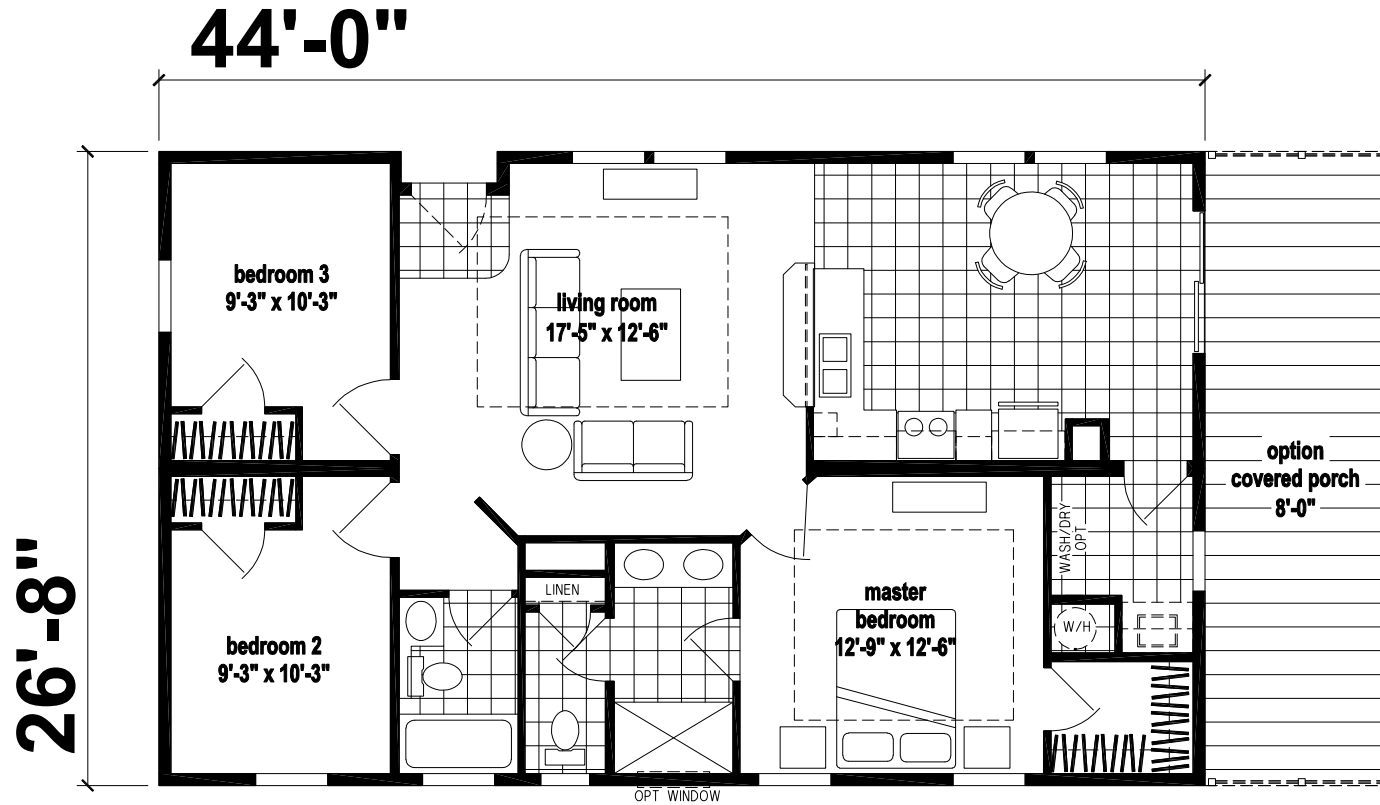 44'-0"
bedroom 3
9'-3" x 10'-3"
living room
17'-5" x 12'-6"
option
covered porch
8'-0"
WASH/DRY
OPT
26'-8"
LINEN
master
bedroom
12'-9" x 12'-6"
W/H
bedroom 2
9'-3" x 10'-3"
OPT WINDOW